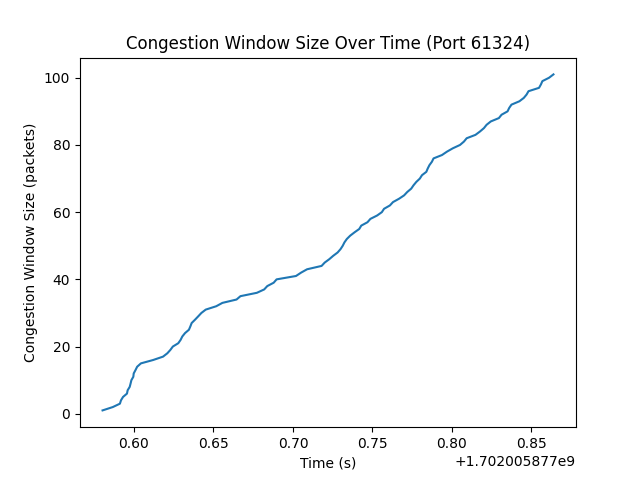 Congestion Window Size Over Time (Port 61324)
100
80
60
40
20
0
Congestion Window Size (packets)
0.60 0.65 0.70 0.75 0.80 0.85
Time (s)
+1.702005877e9